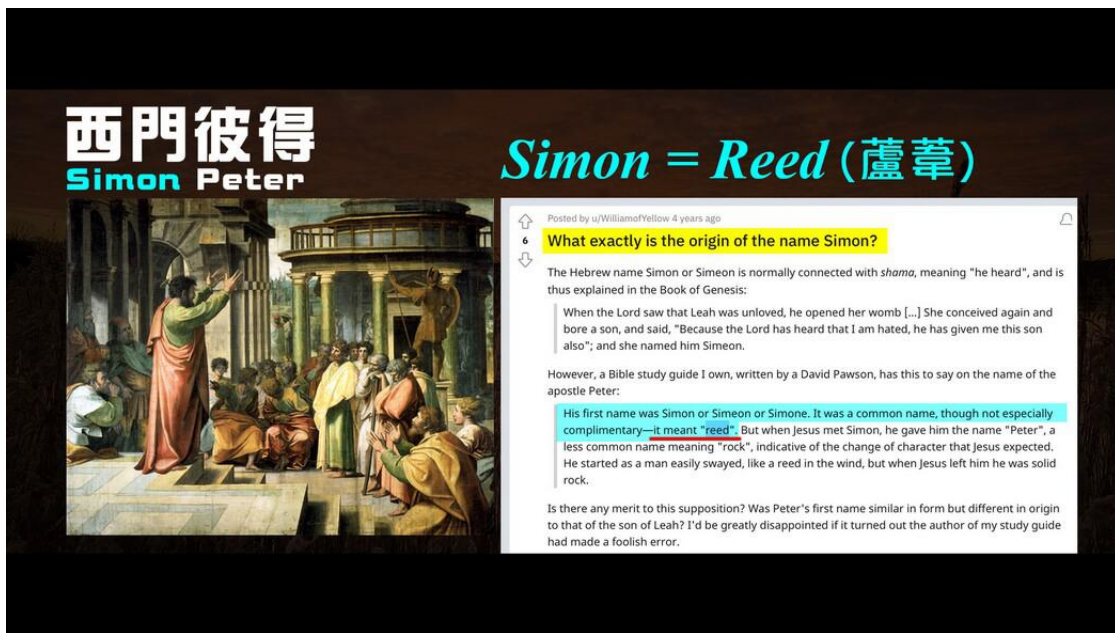 西門彼得
Simon Peter
Simon = Reed (蘆葦)
Posted by u/WilliamofYellow 4 years ago
6
What exactly is the origin of the name Simon?
The Hebrew name Simon or Simeon is normally connected with shama, meaning "he heard", and is
thus explained in the Book of Genesis:
When the Lord saw that Leah was unloved, he opened her womb [...] She conceived again and
bore a son, and said, "Because the Lord has heard that I am hated, he has given me this son
also"; and she named him Simeon.
However, a Bible study guide I own, written by a David Pawson, has this to say on the name of the
apostle Peter:
His first name was Simon or Simeon or Simone. It was a common name, though not especially
complimentary—it meant "reed". But when Jesus met Simon, he gave him the name "Peter", a
less common name meaning "rock", indicative of the change of character that Jesus expected.
He started as a man easily swayed, like a reed in the wind, but when Jesus left him he was solid
rock.
Is there any merit to this supposition? Was Peter's first name similar in form but different in origin
to that of the son of Leah? I'd be greatly disappointed if it turned out the author of my study guide
had made a foolish error.